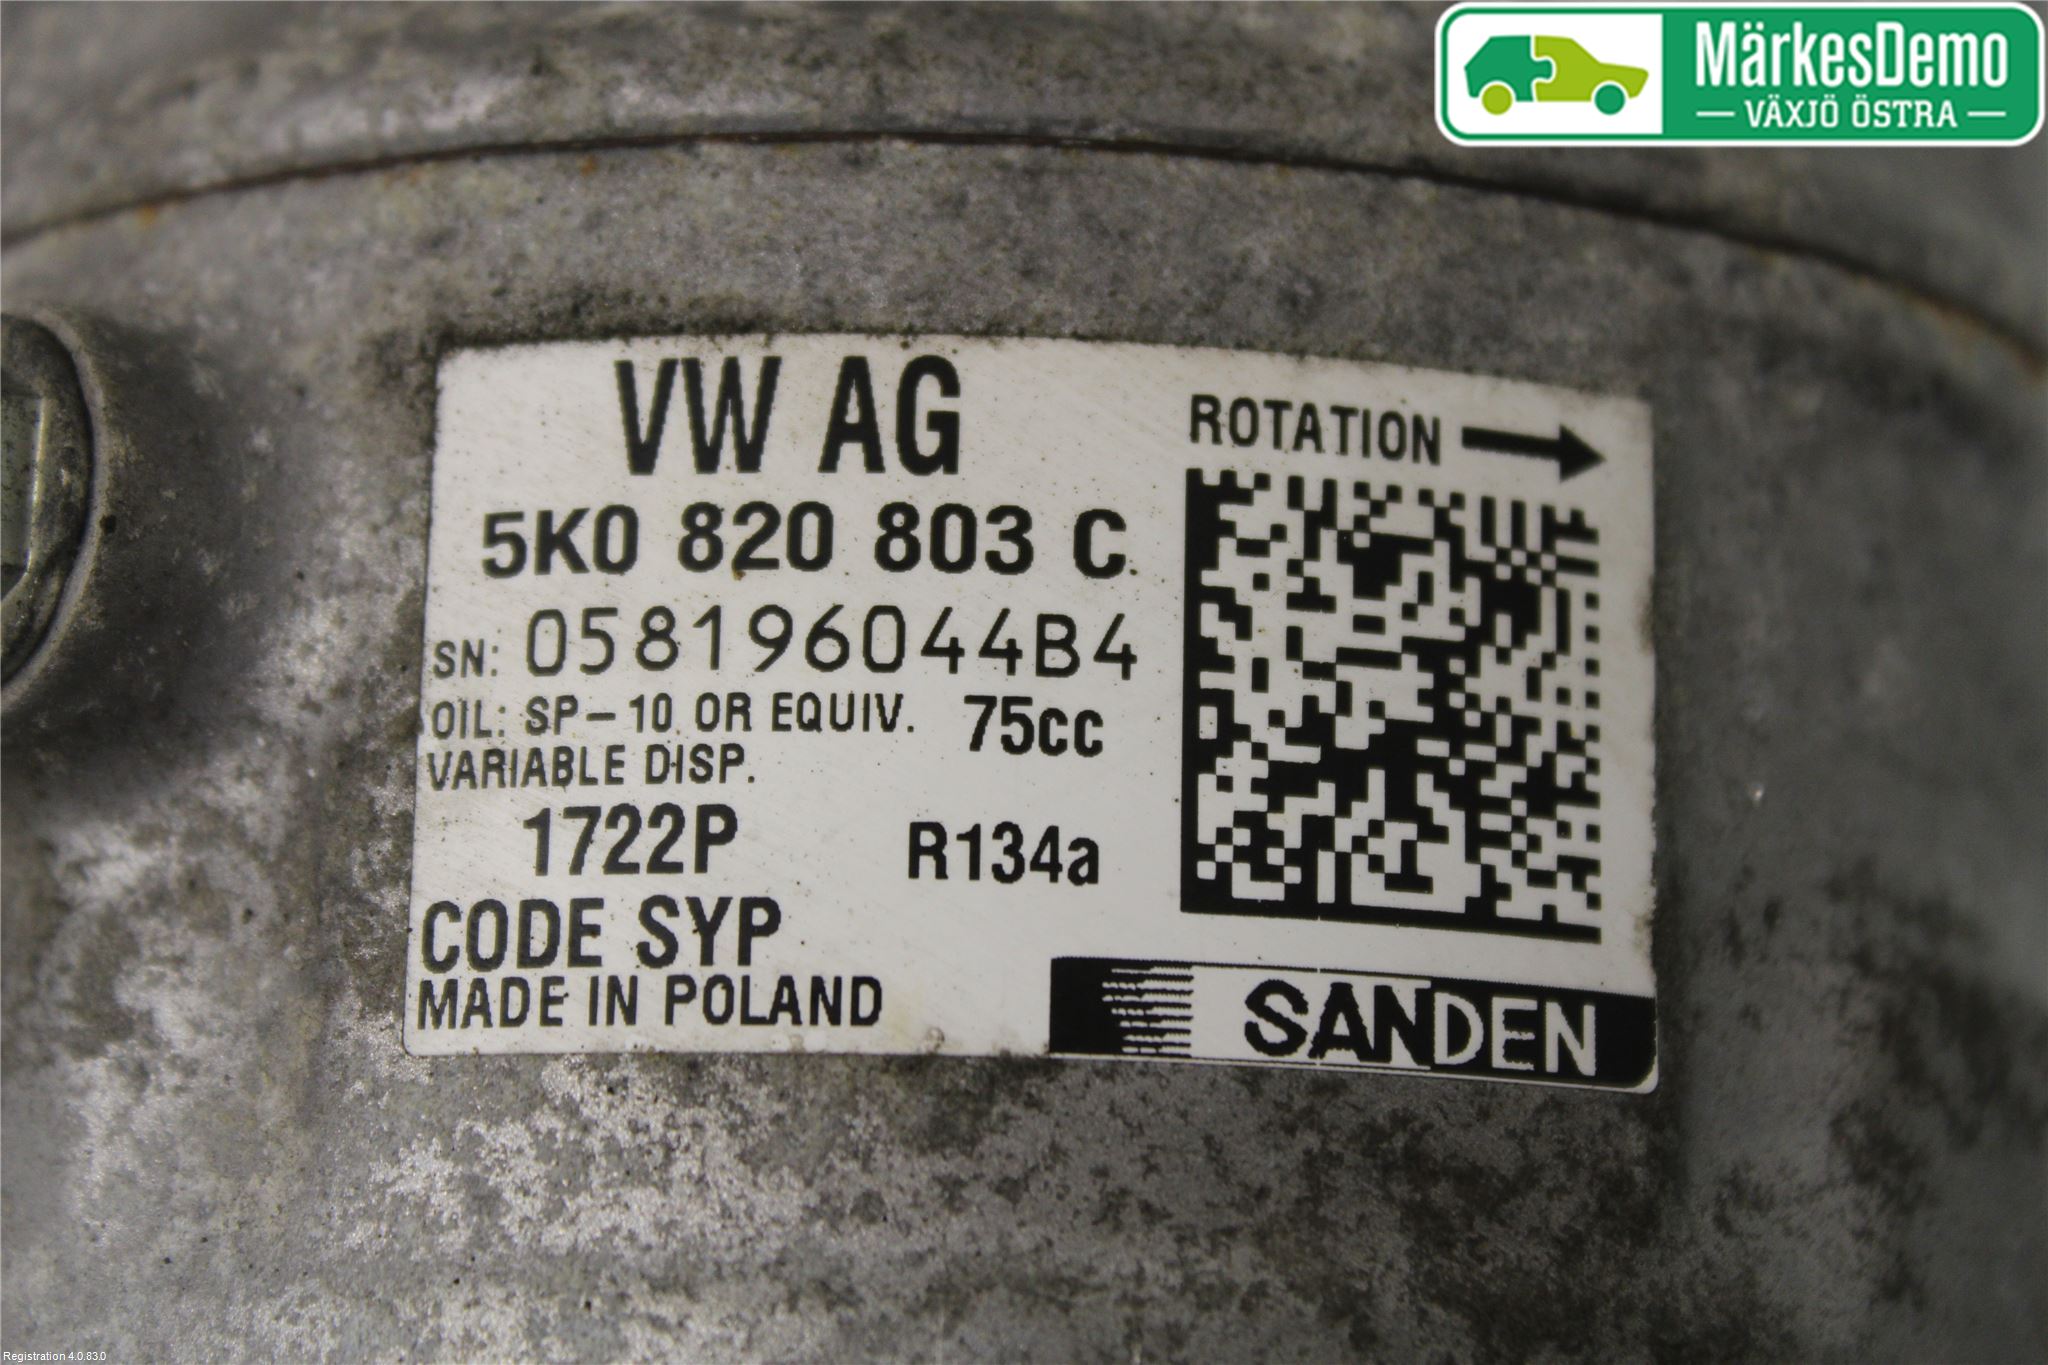 MärkesDemo
VÄXJÖ ÖSTRA
VW AG
ROTATION
5K0 820 803 C
SN: 058196044B4
OIL: SP-10 OR EQUIV. 75cc
VARIABLE DISP.
1722P R134a
CODE SYP
MADE IN POLAND
SANDEN
Registration 4.0.83.0